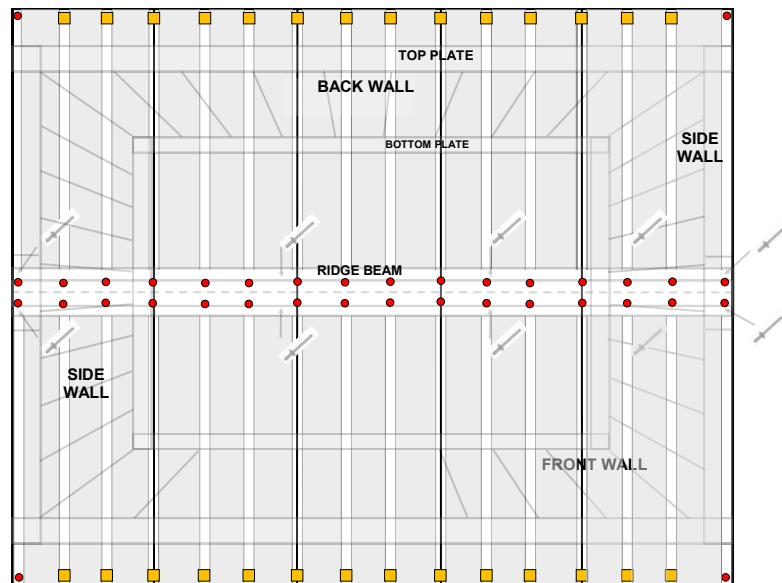 TOP PLATE
BACK WALL
BOTTOM PLATE
SIDE
WALL
RIDGE BEAM
SIDE
WALL
FRONT WALL